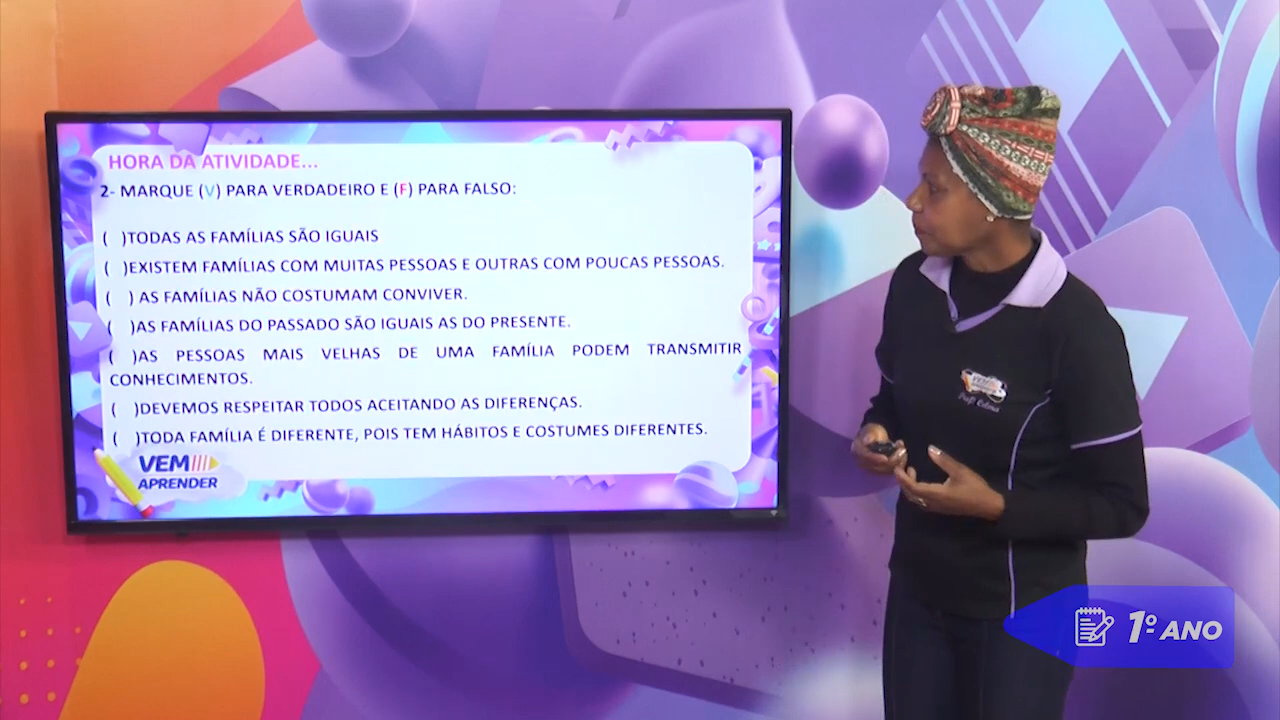 HORA DA ATIVIDADE...
2- MARQUE (V) PARA VERDADEIRO E (F) PARA FALSO:
( )TODAS AS FAMÍLIAS SÃO IGUAIS
( )EXISTEM FAMÍLIAS COM MUITAS PESSOAS E OUTRAS COM POUCAS PESSOAS.
( ) AS FAMÍLIAS NÃO COSTUMAM CONVIVER.
( )AS FAMÍLIAS DO PASSADO SÃO IGUAIS AS DO PRESENTE.
( )AS PESSOAS MAIS VELHAS DE UMA FAMÍLIA PODEM TRANSMITIR
CONHECIMENTOS.
( )DEVEMOS RESPEITAR TODOS ACEITANDO AS DIFERENÇAS.
( )TODA FAMÍLIA É DIFERENTE, POIS TEM HÁBITOS E COSTUMES DIFERENTES.
VEM
APRENDER
1º ANO